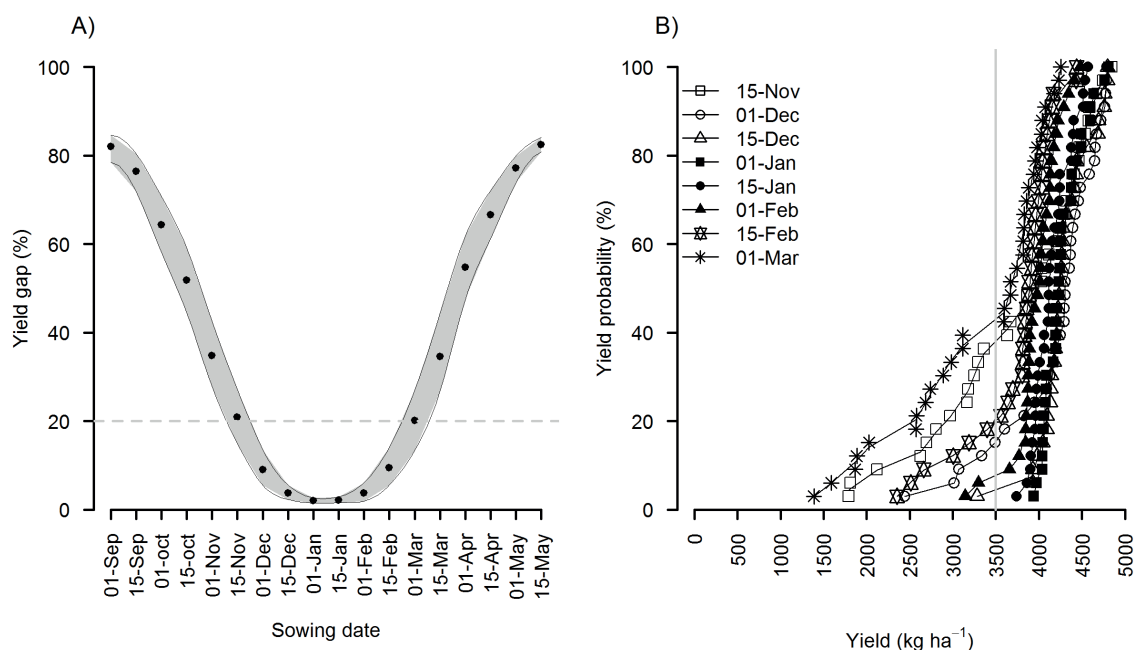 A)
Yield gap (%)
100
80
60
40
20
0
01-Sep
15-Sep
01-oct
15-oct
01-Nov
15-Nov
01-Dec
15-Dec
01-Jan
15-Jan
01-Feb
15-Feb
01-Mar
15-Mar
01-Apr
15-Apr
01-May
15-May
Sowing date
B)
Yield probability (%)
100
80
60
40
20
0
15-Nov
01-Dec
15-Dec
01-Jan
15-Jan
01-Feb
15-Feb
01-Mar
0
500
1000
1500
2000
2500
3000
3500
4000
4500
5000
Yield (kg ha⁻¹)